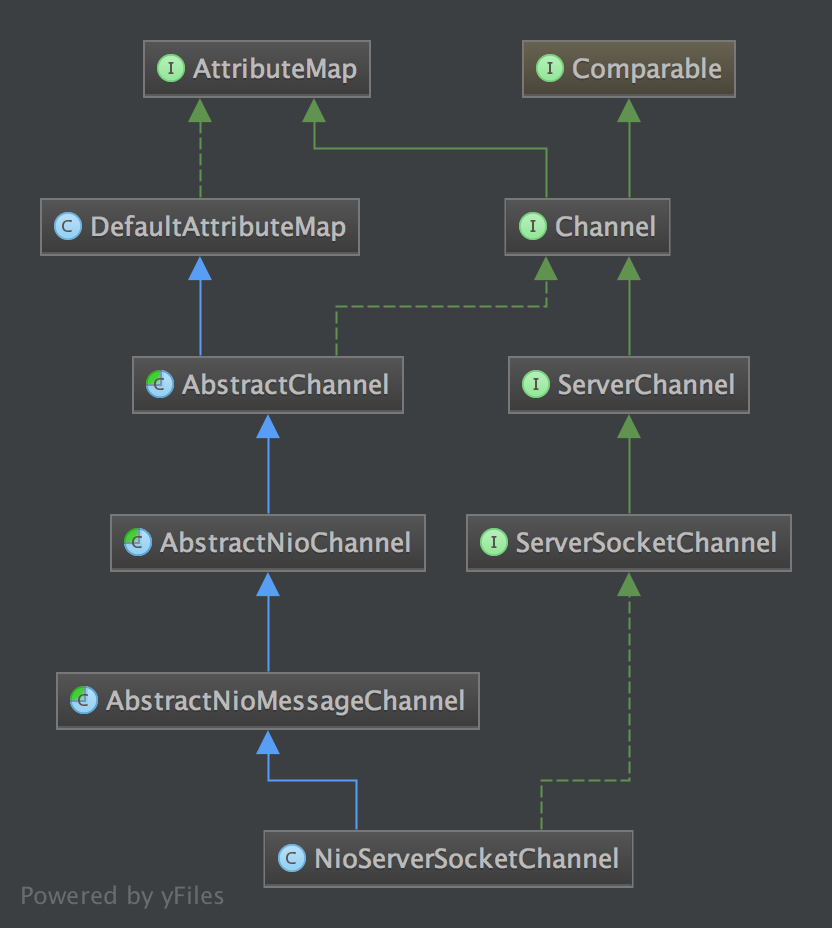 I AttributeMap
I Comparable
C DefaultAttributeMap
I Channel
C AbstractChannel
I ServerChannel
C AbstractNioChannel
I ServerSocketChannel
C AbstractNioMessageChannel
C NioServerSocketChannel
Powered by yFiles